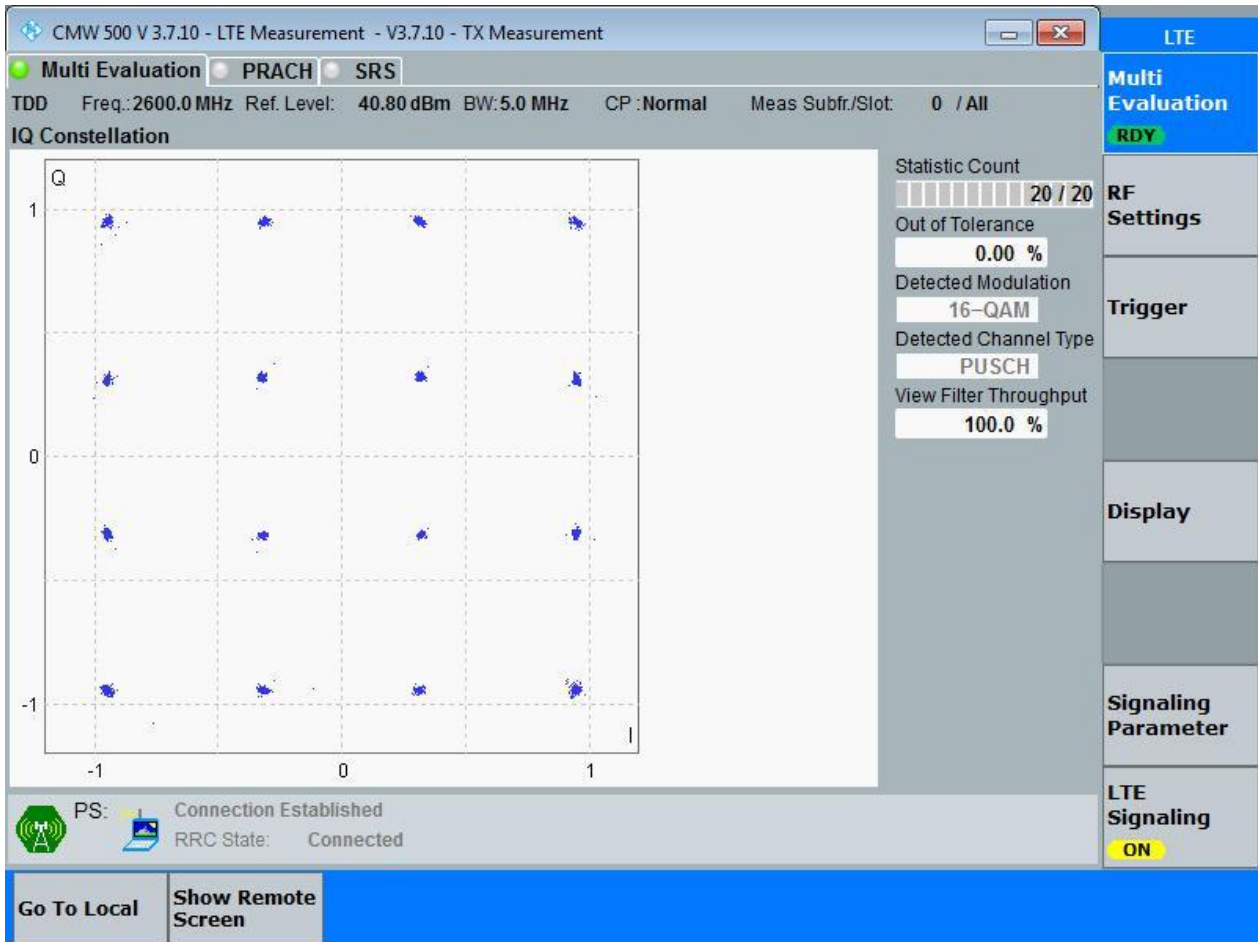 CMW 500 V 3.7.10 - LTE Measurement - V3.7.10 - TX Measurement
LTE
Multi Evaluation PRACH SRS
TDD Freq.: 2600.0 MHz Ref. Level: 40.80 dBm BW: 5.0 MHz CP : Normal Meas Subfr./Slot: 0 / All
IQ Constellation
Q
1
0
-1
-1 0 1
I
Statistic Count
20 / 20
Out of Tolerance
0.00 %
Detected Modulation
16-QAM
Detected Channel Type
PUSCH
View Filter Throughput
100.0 %
Multi
Evaluation
RDY
RF
Settings
Trigger
Display
Signaling
Parameter
LTE
Signaling
ON
PS: Connection Established
RRC State: Connected
Go To Local
Show Remote
Screen